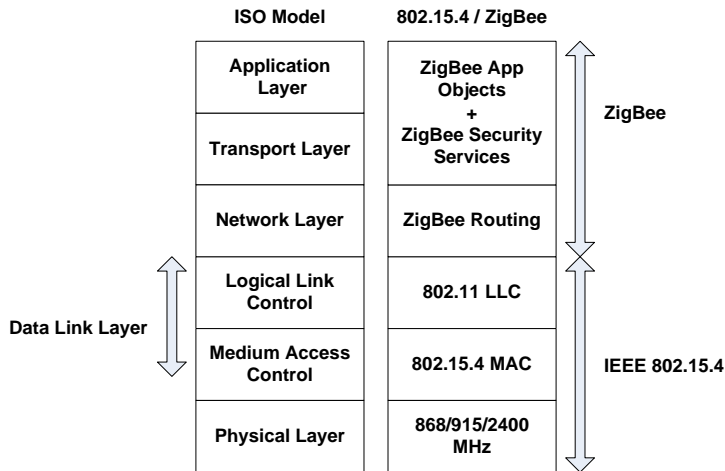 ISO Model
802.15.4 / ZigBee
Application
Layer
ZigBee App
Objects
+
ZigBee Security
Services
ZigBee
Transport Layer
Network Layer
ZigBee Routing
Data Link Layer
Logical Link
Control
802.11 LLC
Medium Access
Control
802.15.4 MAC
IEEE 802.15.4
Physical Layer
868/915/2400
MHz